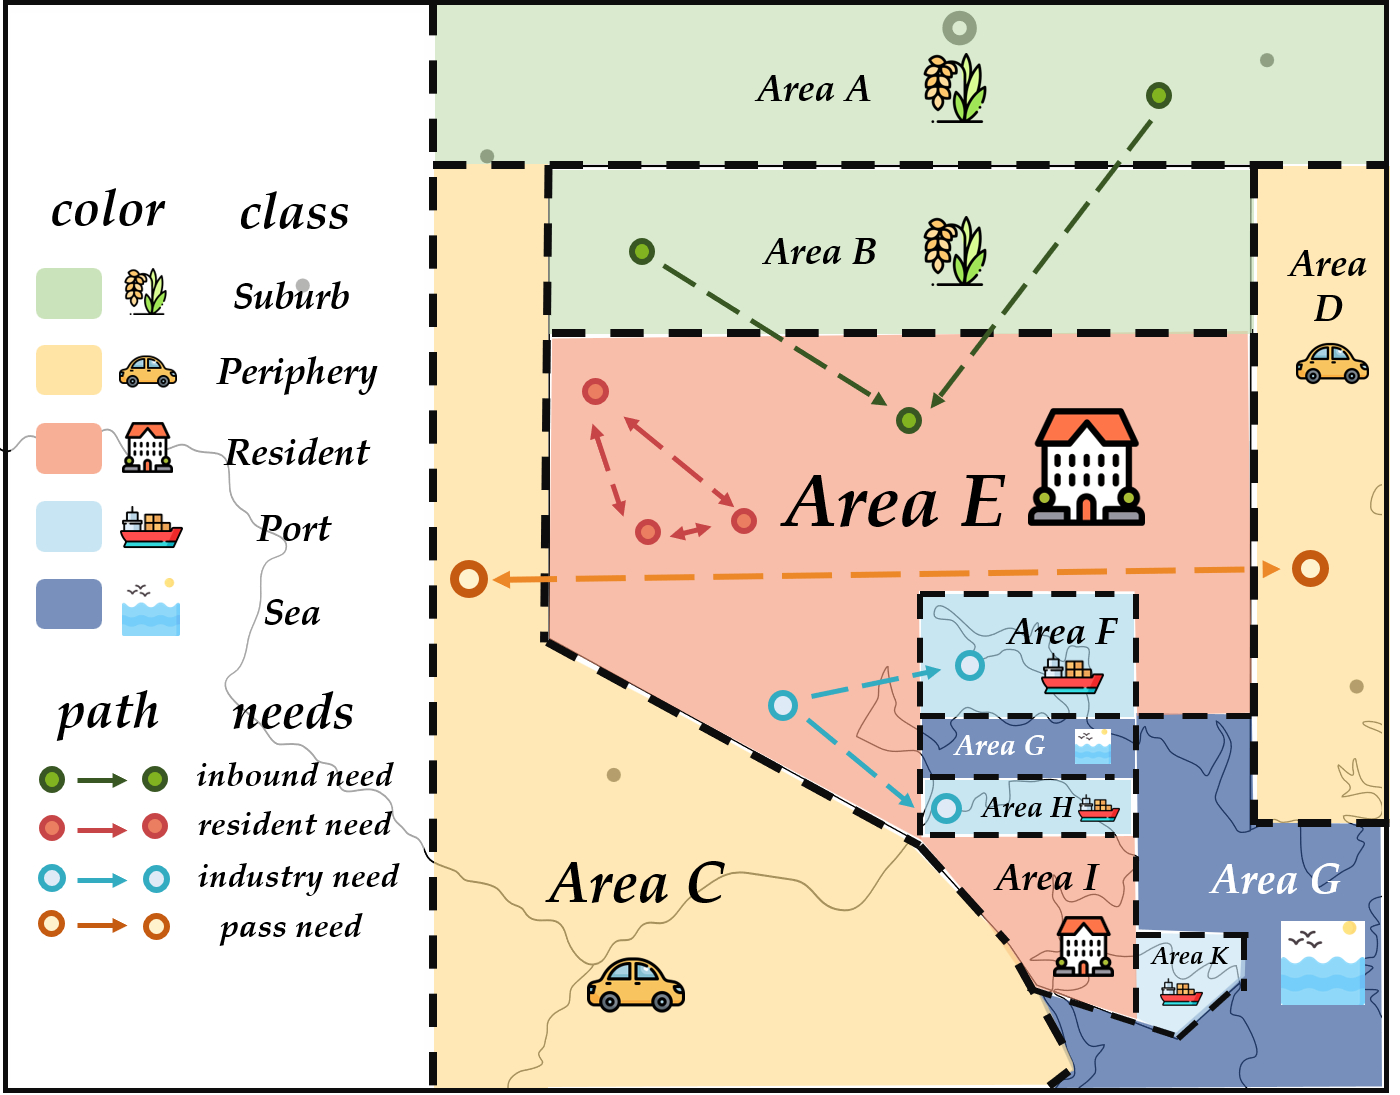 color class
Suburb
Periphery
Resident
Port
Sea
path needs
inbound need
resident need
industry need
pass need
Area A
Area B
Area
D
Area E
Area F
Area G
Area H
Area C
Area I
Area G
Area K